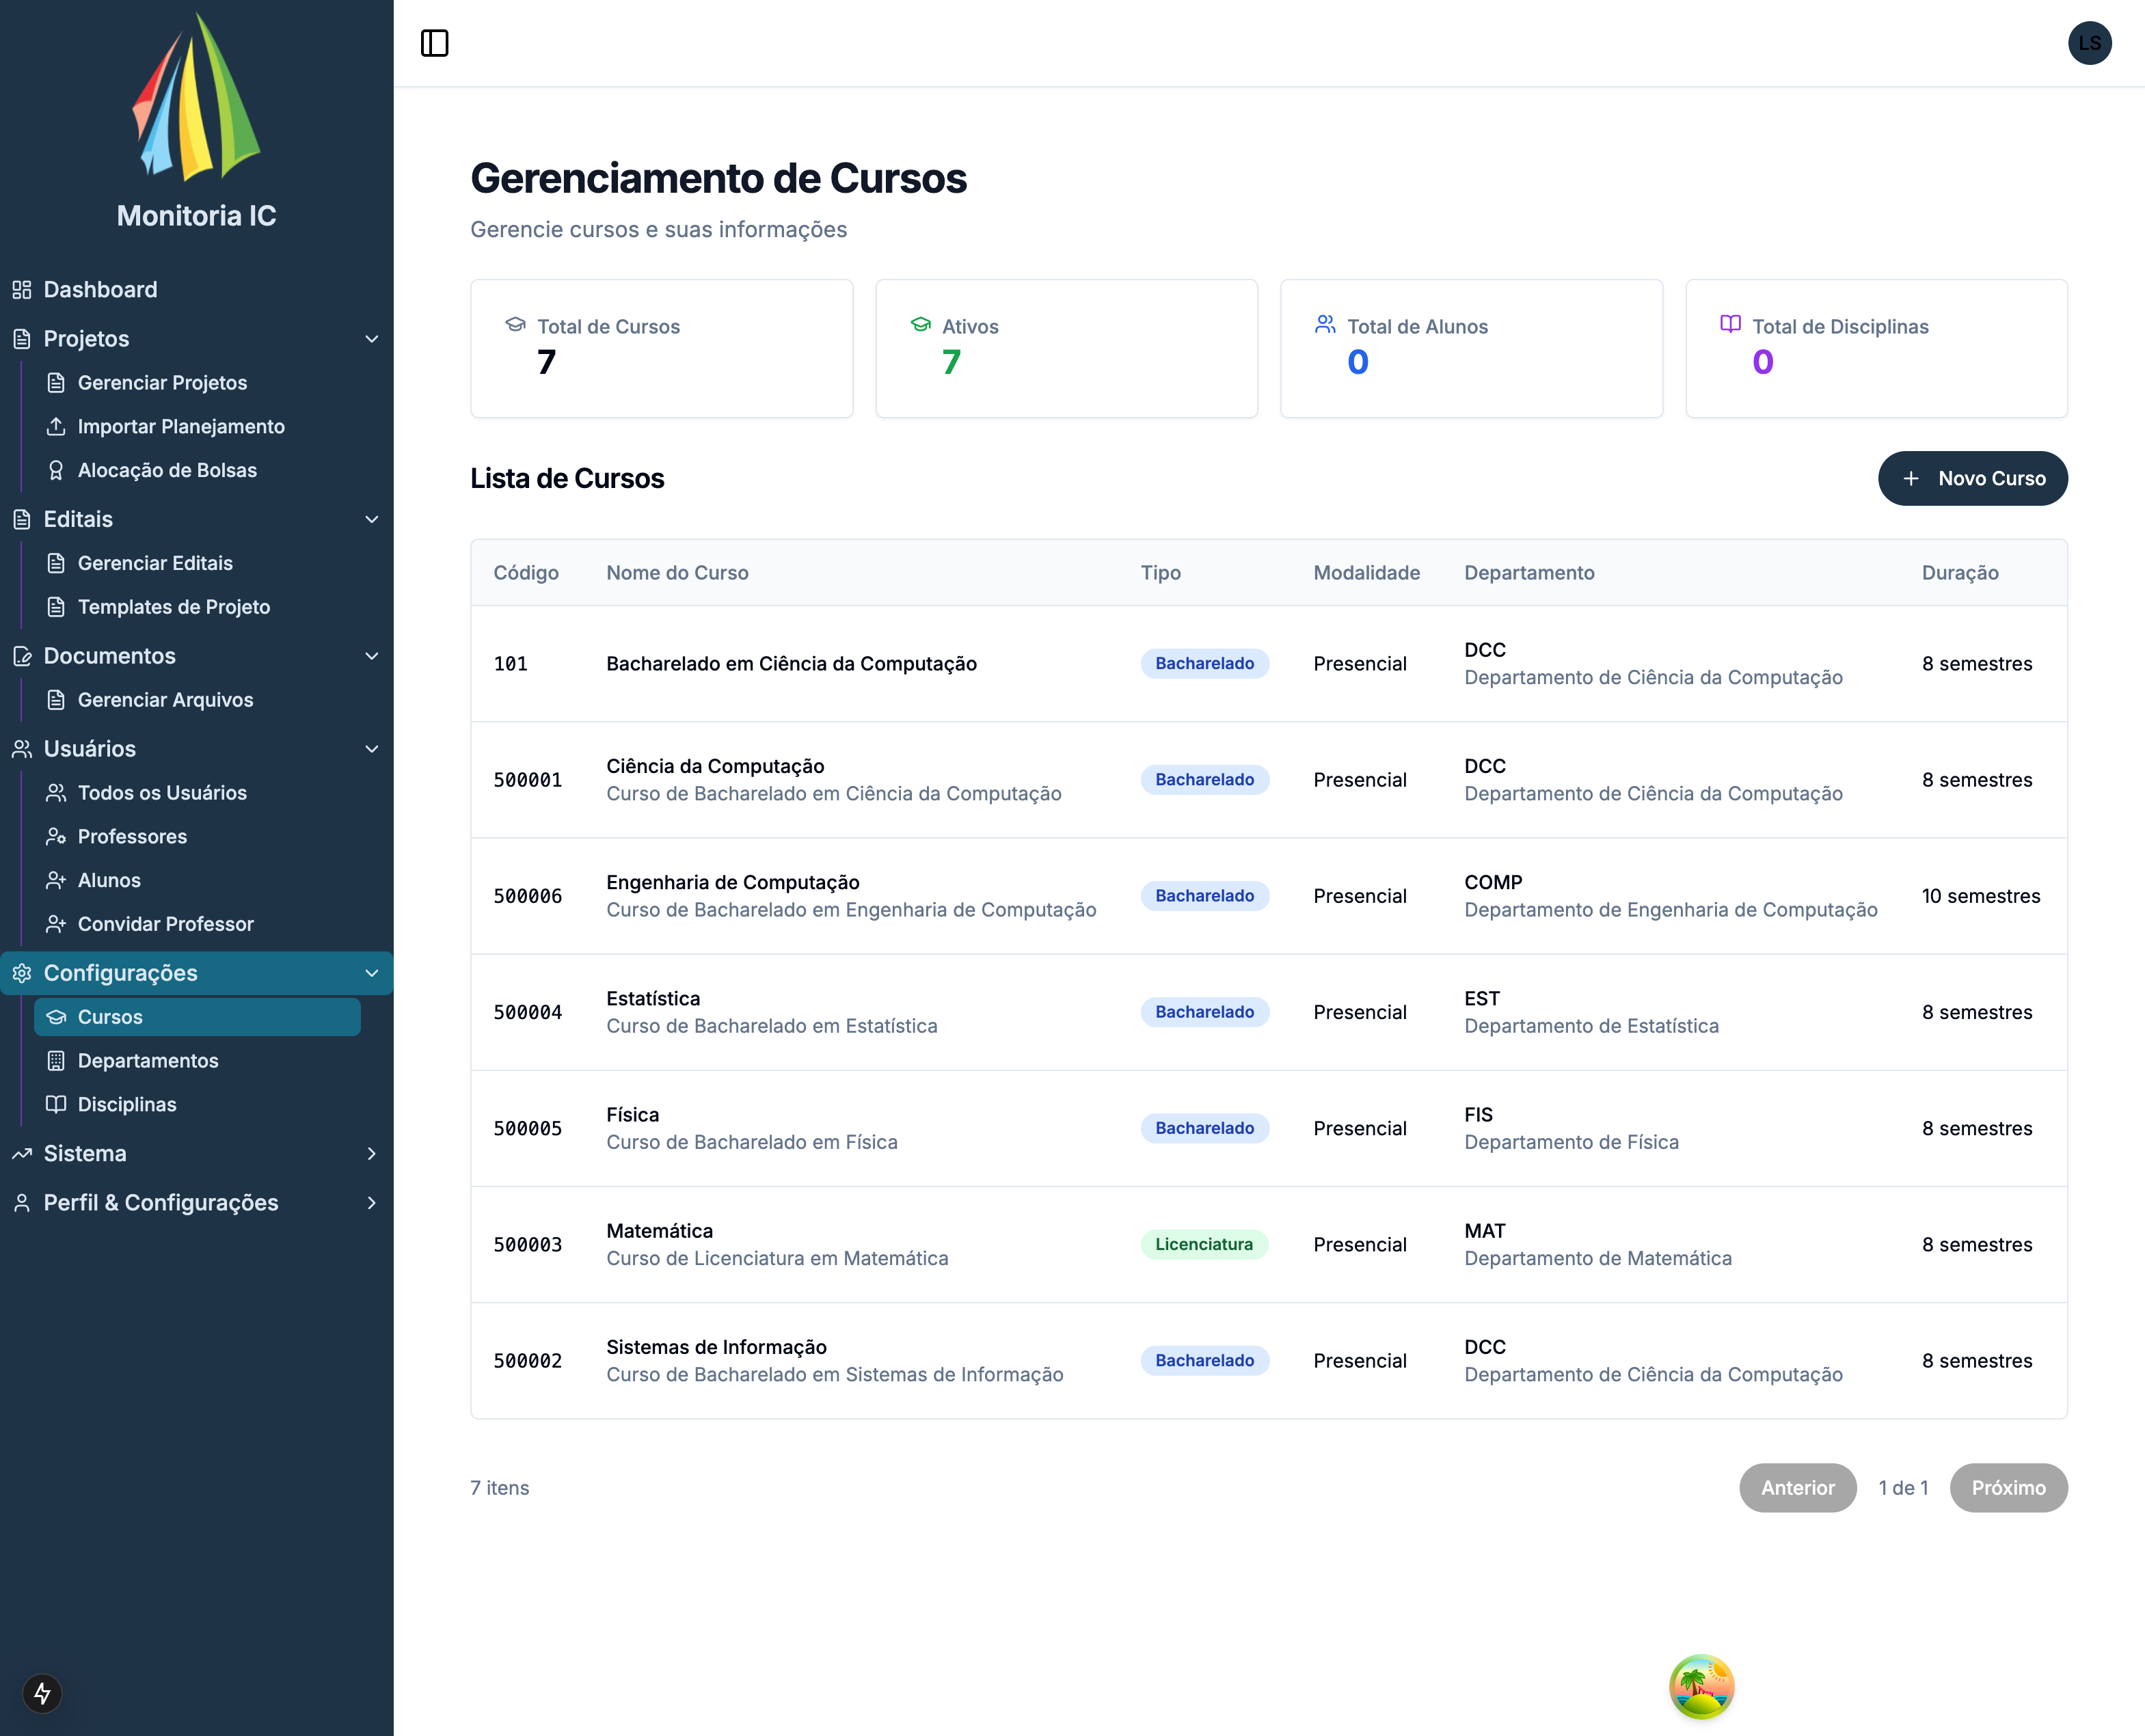 Monitoria IC
Dashboard
Projetos
Gerenciar Projetos
Importar Planejamento
Alocação de Bolsas
Editais
Gerenciar Editais
Templates de Projeto
Documentos
Gerenciar Arquivos
Usuários
Todos os Usuários
Professores
Alunos
Convidar Professor
Configurações
Cursos
Departamentos
Disciplinas
Sistema
Perfil & Configurações
LS
Gerenciamento de Cursos
Gerencie cursos e suas informações
Total de Cursos
7
Ativos
7
Total de Alunos
0
Total de Disciplinas
0
Lista de Cursos
+ Novo Curso
Código Nome do Curso Tipo Modalidade Departamento Duração
101 Bacharelado em Ciência da Computação Bacharelado Presencial DCC 8 semestres
Departamento de Ciência da Computação
500001 Ciência da Computação Bacharelado Presencial DCC 8 semestres
Curso de Bacharelado em Ciência da Computação Departamento de Ciência da Computação
500006 Engenharia de Computação Bacharelado Presencial COMP 10 semestres
Curso de Bacharelado em Engenharia de Computação Departamento de Engenharia de Computação
500004 Estatística Bacharelado Presencial EST 8 semestres
Curso de Bacharelado em Estatística Departamento de Estatística
500005 Física Bacharelado Presencial FIS 8 semestres
Curso de Bacharelado em Física Departamento de Física
500003 Matemática Licenciatura Presencial MAT 8 semestres
Curso de Licenciatura em Matemática Departamento de Matemática
500002 Sistemas de Informação Bacharelado Presencial DCC 8 semestres
Curso de Bacharelado em Sistemas de Informação Departamento de Ciência da Computação
7 itens
Anterior 1 de 1 Próximo